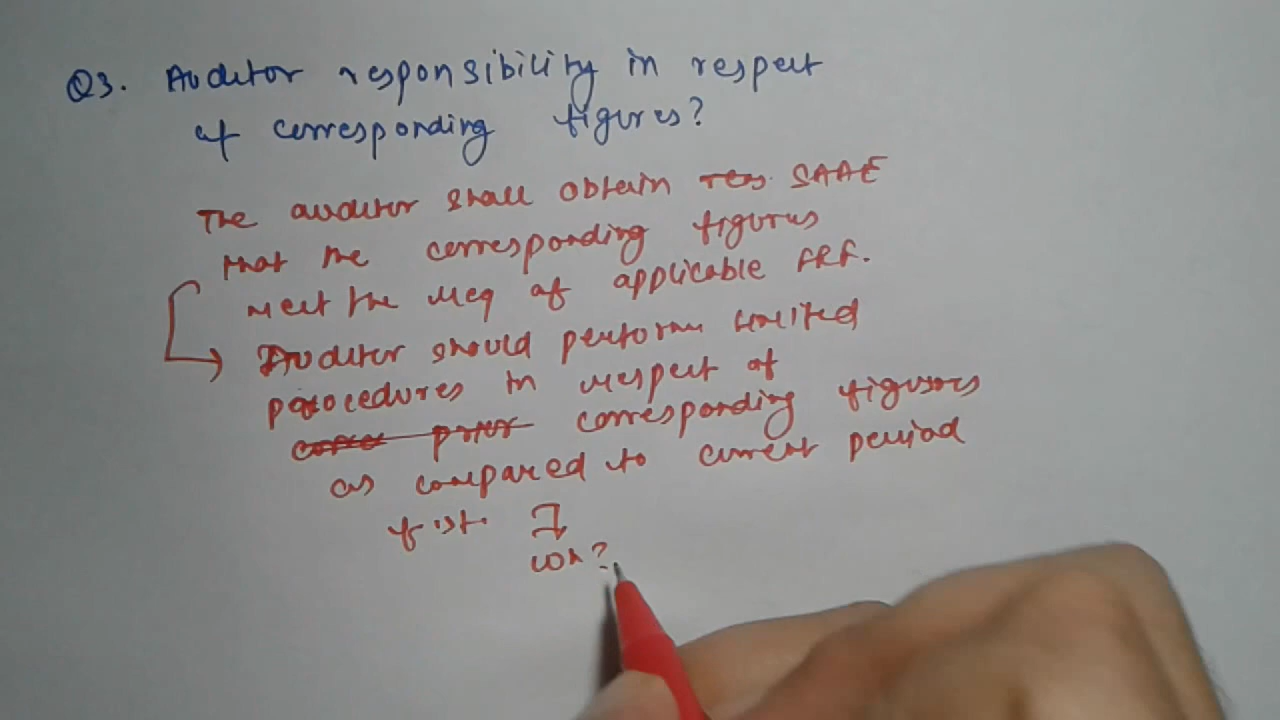 Q3. Auditor responsibility in respect
of corresponding figures?
The auditor shall obtain SAAE
that the corresponding figures
meet the req of applicable FRF.
Auditor should perform limited
procedures in respect of
corresponding figures
as compared to current period
f.st.